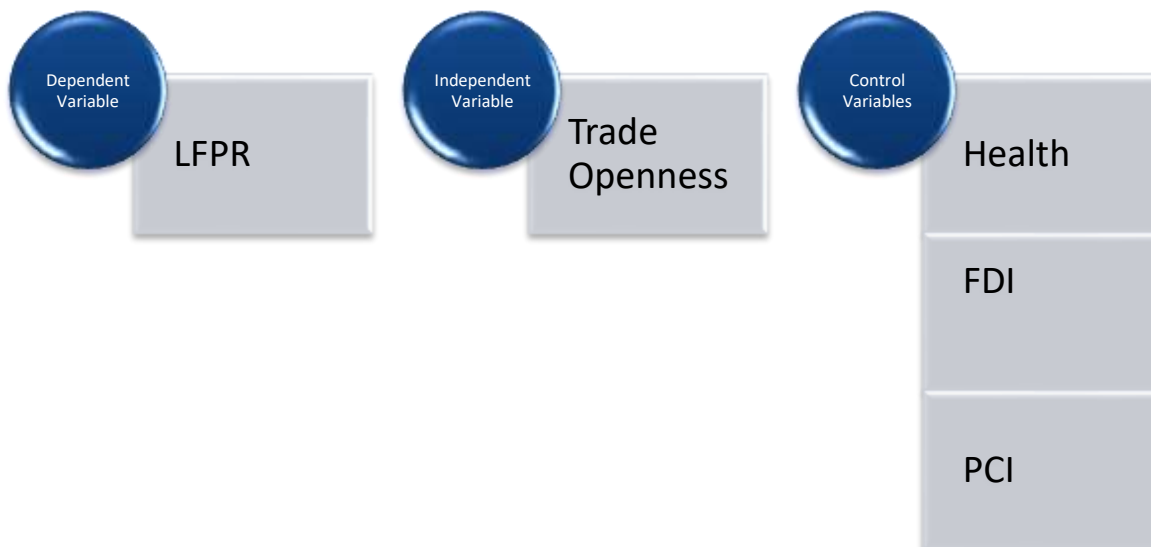 Dependent
Variable
LFPR
Independent
Variable
Trade
Openness
Control
Variables
Health
FDI
PCI